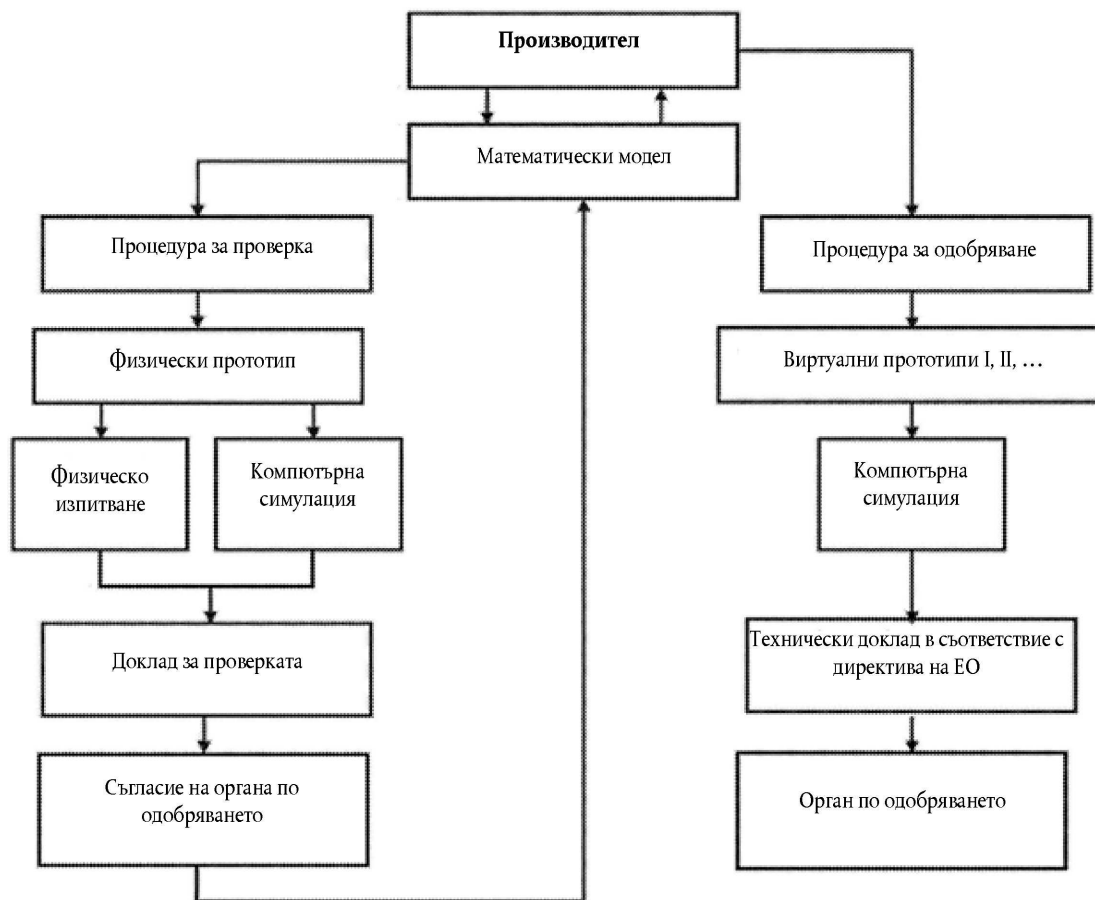 Производител
Математически модел
Процедура за проверка
Физически прототип
Физическо
изпитване
Компютърна
симулация
Доклад за проверката
Съгласие на органа по
одобряването
Процедура за одобряване
Виртуални прототипи I, II, …
Компютърна
симулация
Технически доклад в съответствие с
директива на ЕО
Орган по одобряването